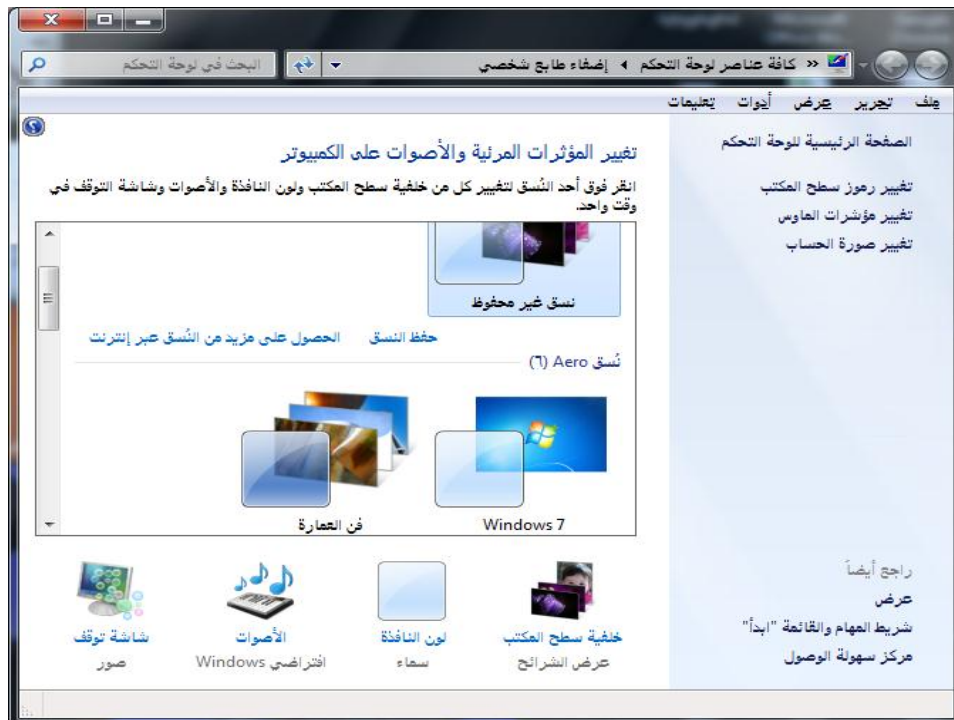 « كافة عناصر لوحة التحكم ‹ إضفاء طابع شخصي
البحث في لوحة التحكم
ملف تحرير عرض أدوات تعليمات
الصفحة الرئيسية للوحة التحكم
تغيير رموز سطح المكتب
تغيير مؤشرات الماوس
تغيير صورة الحساب
تغيير المؤثرات المرئية والأصوات على الكمبيوتر
انقر فوق أحد النُسق لتغيير كل من خلفية سطح المكتب ولون النافذة والأصوات وشاشة التوقف في
وقت واحد.
نسق غير محفوظ
حفظ النسق الحصول على مزيد من النُسق عبر إنترنت
نُسق Aero (٦)
Windows 7 فن العمارة
خلفية سطح المكتب لون النافذة الأصوات شاشة توقف
عرض الشرائح سماء افتراضي Windows صور
راجع أيضاً
عرض
شريط المهام والقائمة "ابدأ"
مركز سهولة الوصول